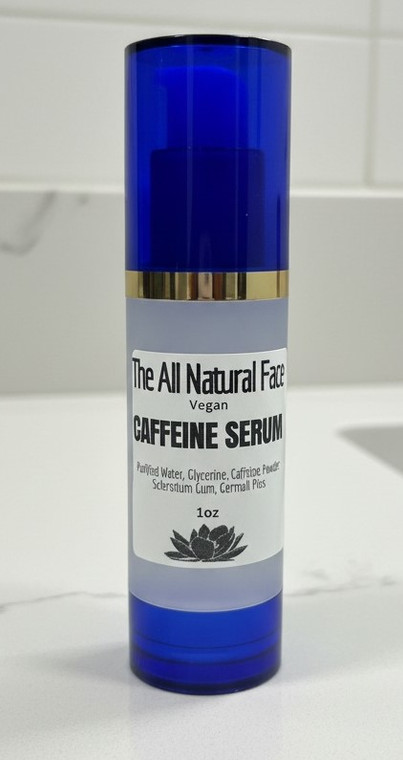 The All Natural Face
Vegan
CAFFEINE SERUM
Purified Water, Glycerine, Caffeine Powder
Sclerotium Gum, Germall Plus
1oz